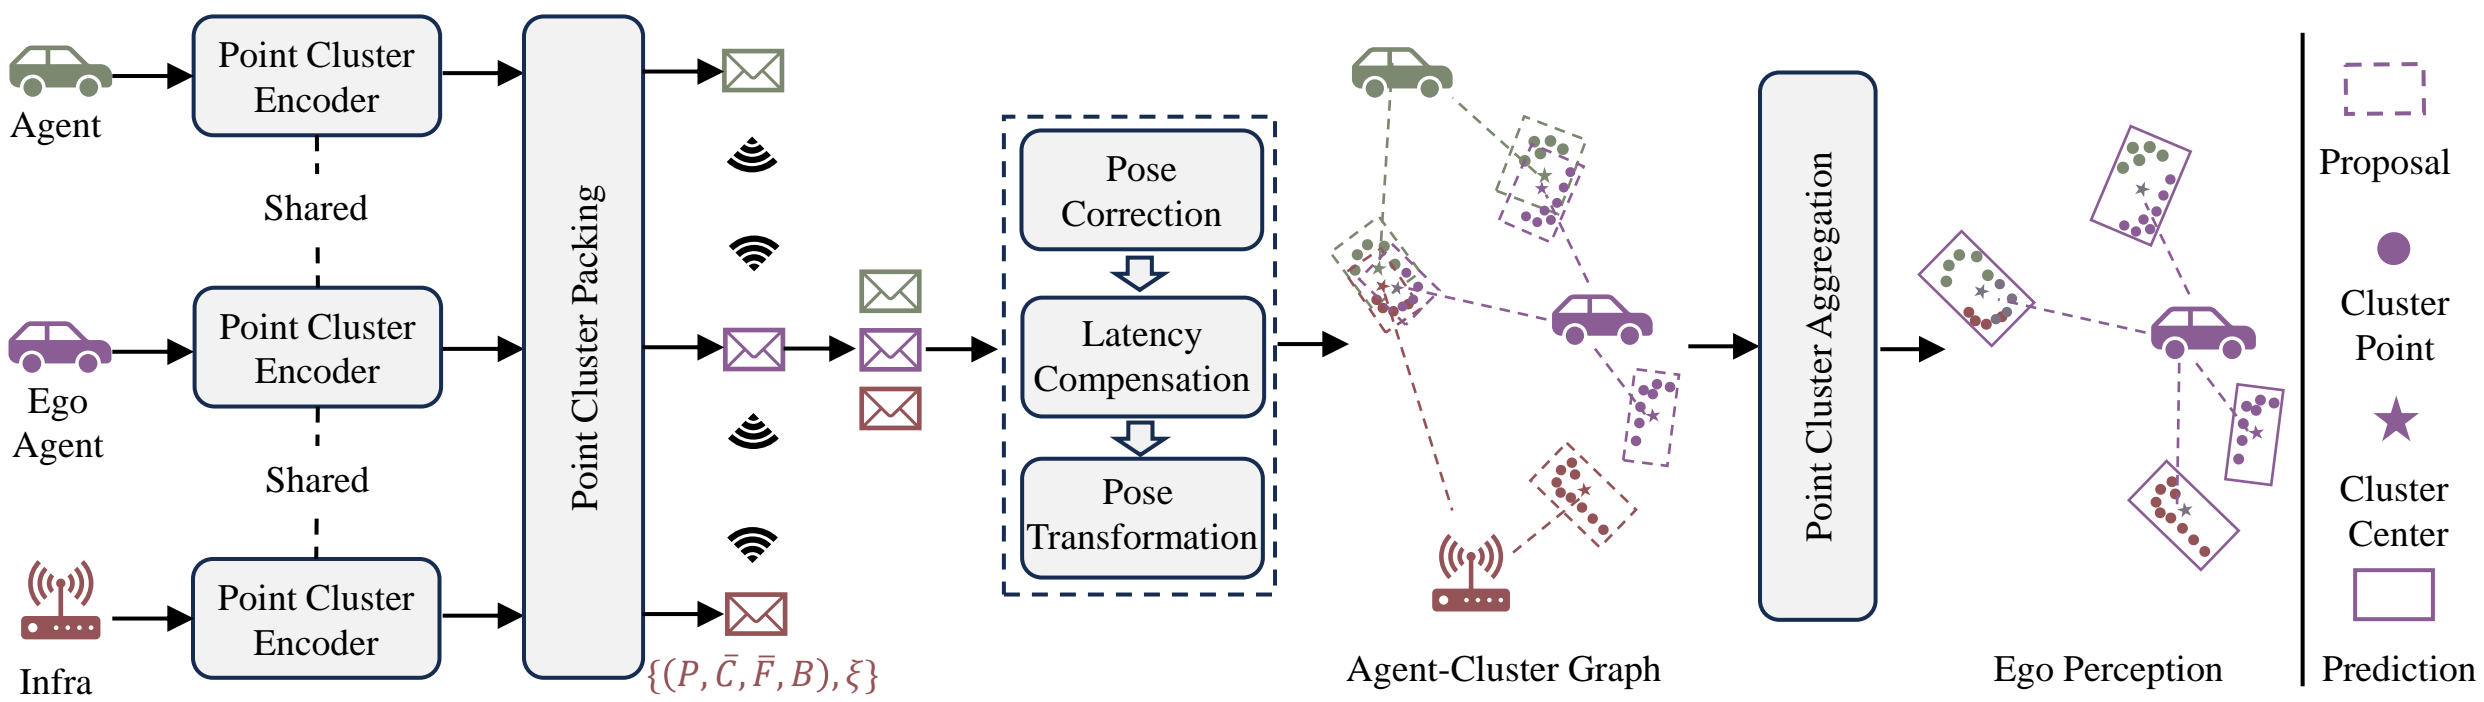 Agent
Point Cluster
Encoder
Shared
Ego
Agent
Point Cluster
Encoder
Shared
Infra
Point Cluster
Encoder
Point Cluster Packing
{(P, C̄, F̄, B), ξ}
Pose
Correction
Latency
Compensation
Pose
Transformation
Agent-Cluster Graph
Point Cluster Aggregation
Ego Perception
Proposal
Cluster
Point
Cluster
Center
Prediction